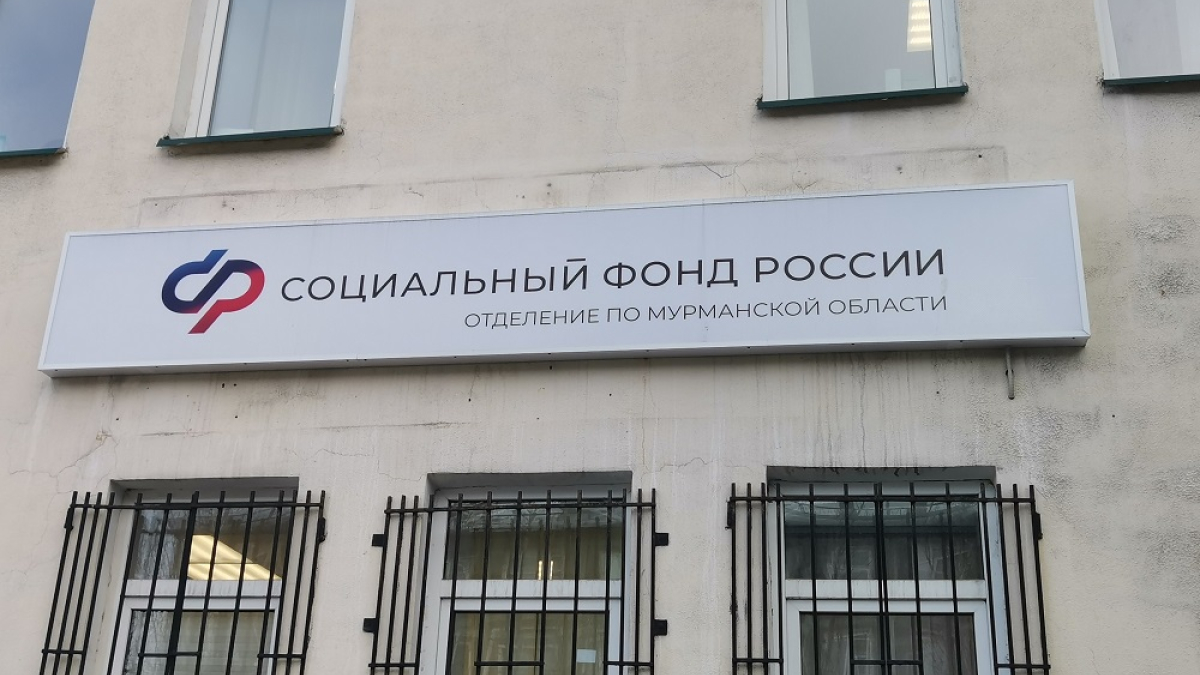 СОЦИАЛЬНЫЙ ФОНД РОССИИ
ОТДЕЛЕНИЕ ПО МУРМАНСКОЙ ОБЛАСТИ